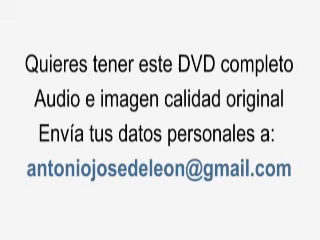 Quieres tener este DVD completo
Audio e imagen calidad original
Envía tus datos personales a:
antoniojosedeleon@gmail.com